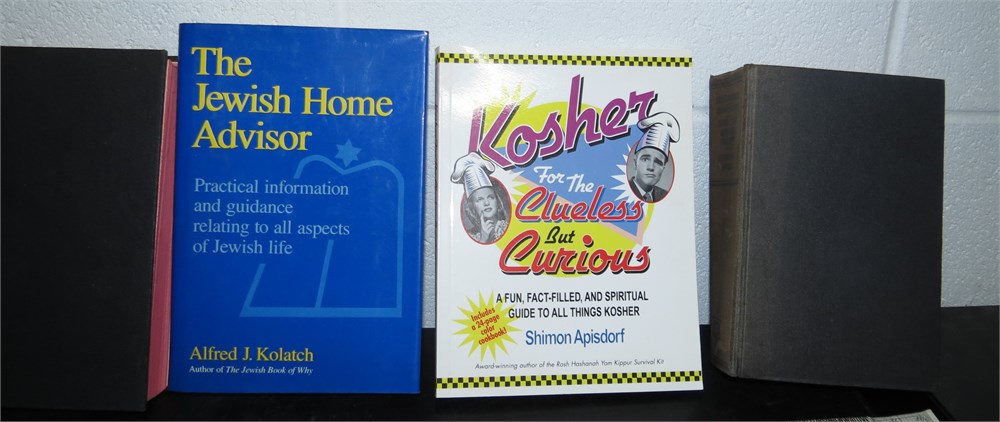 The
Jewish Home
Advisor
Practical information
and guidance
relating to all aspects
of Jewish life
Alfred J. Kolatch
Author of The Jewish Book of Why
Kosher
For The
Clueless
But
Curious
A FUN, FACT-FILLED, AND SPIRITUAL
GUIDE TO ALL THINGS KOSHER
Includes
a 24-page
color
cookbook!
Shimon Apisdorf
Award-winning author of the Rosh Hashanah Yom Kippur Survival Kit